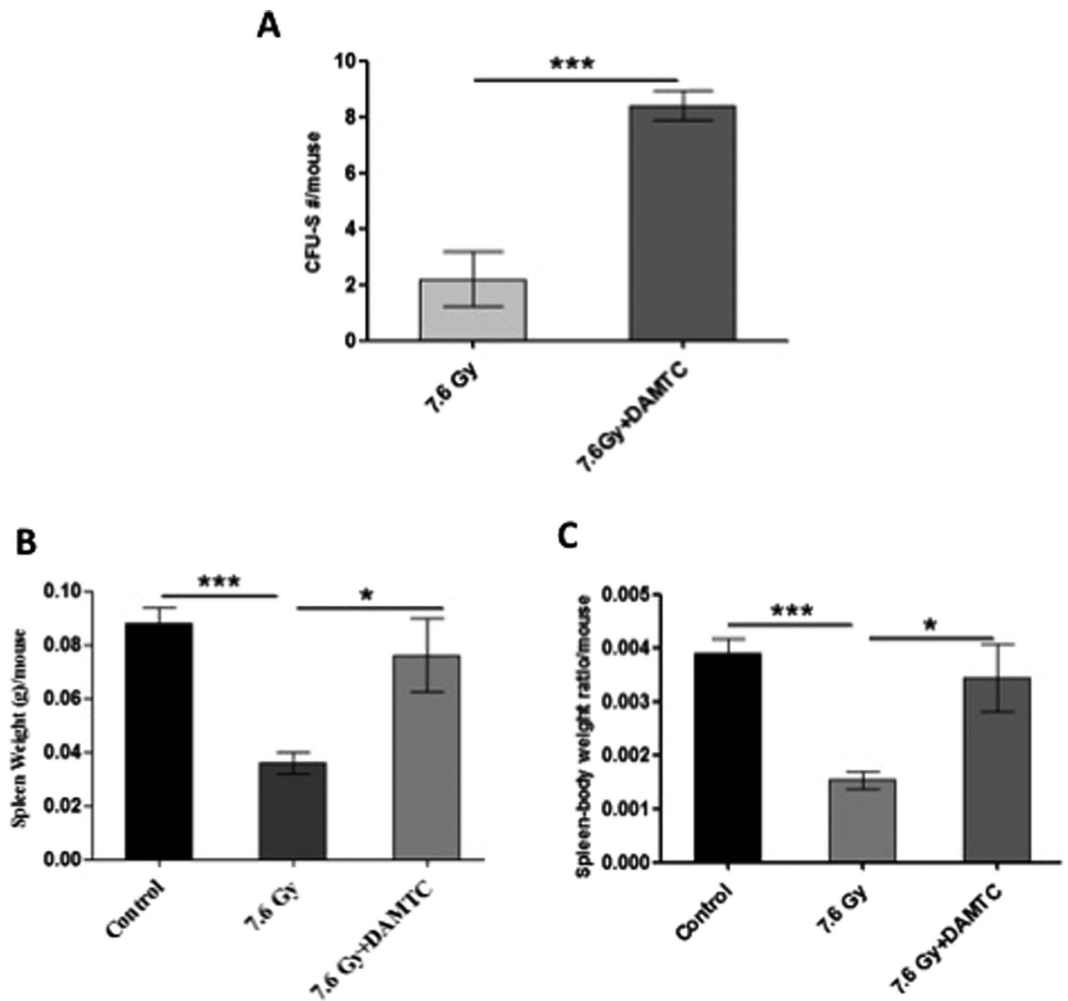 A
10
8
6
4
2
0
CFU-S #/mouse
***
7.6 Gy
7.6Gy+DAMTC
B
0.10
0.08
0.06
0.04
0.02
0.00
Spleen Weight (g)/mouse
***
*
Control
7.6 Gy
7.6 Gy+DAMTC
C
0.005
0.004
0.003
0.002
0.001
0.000
Spleen-body weight ratio/mouse
***
*
Control
7.6 Gy
7.6 Gy+DAMTC